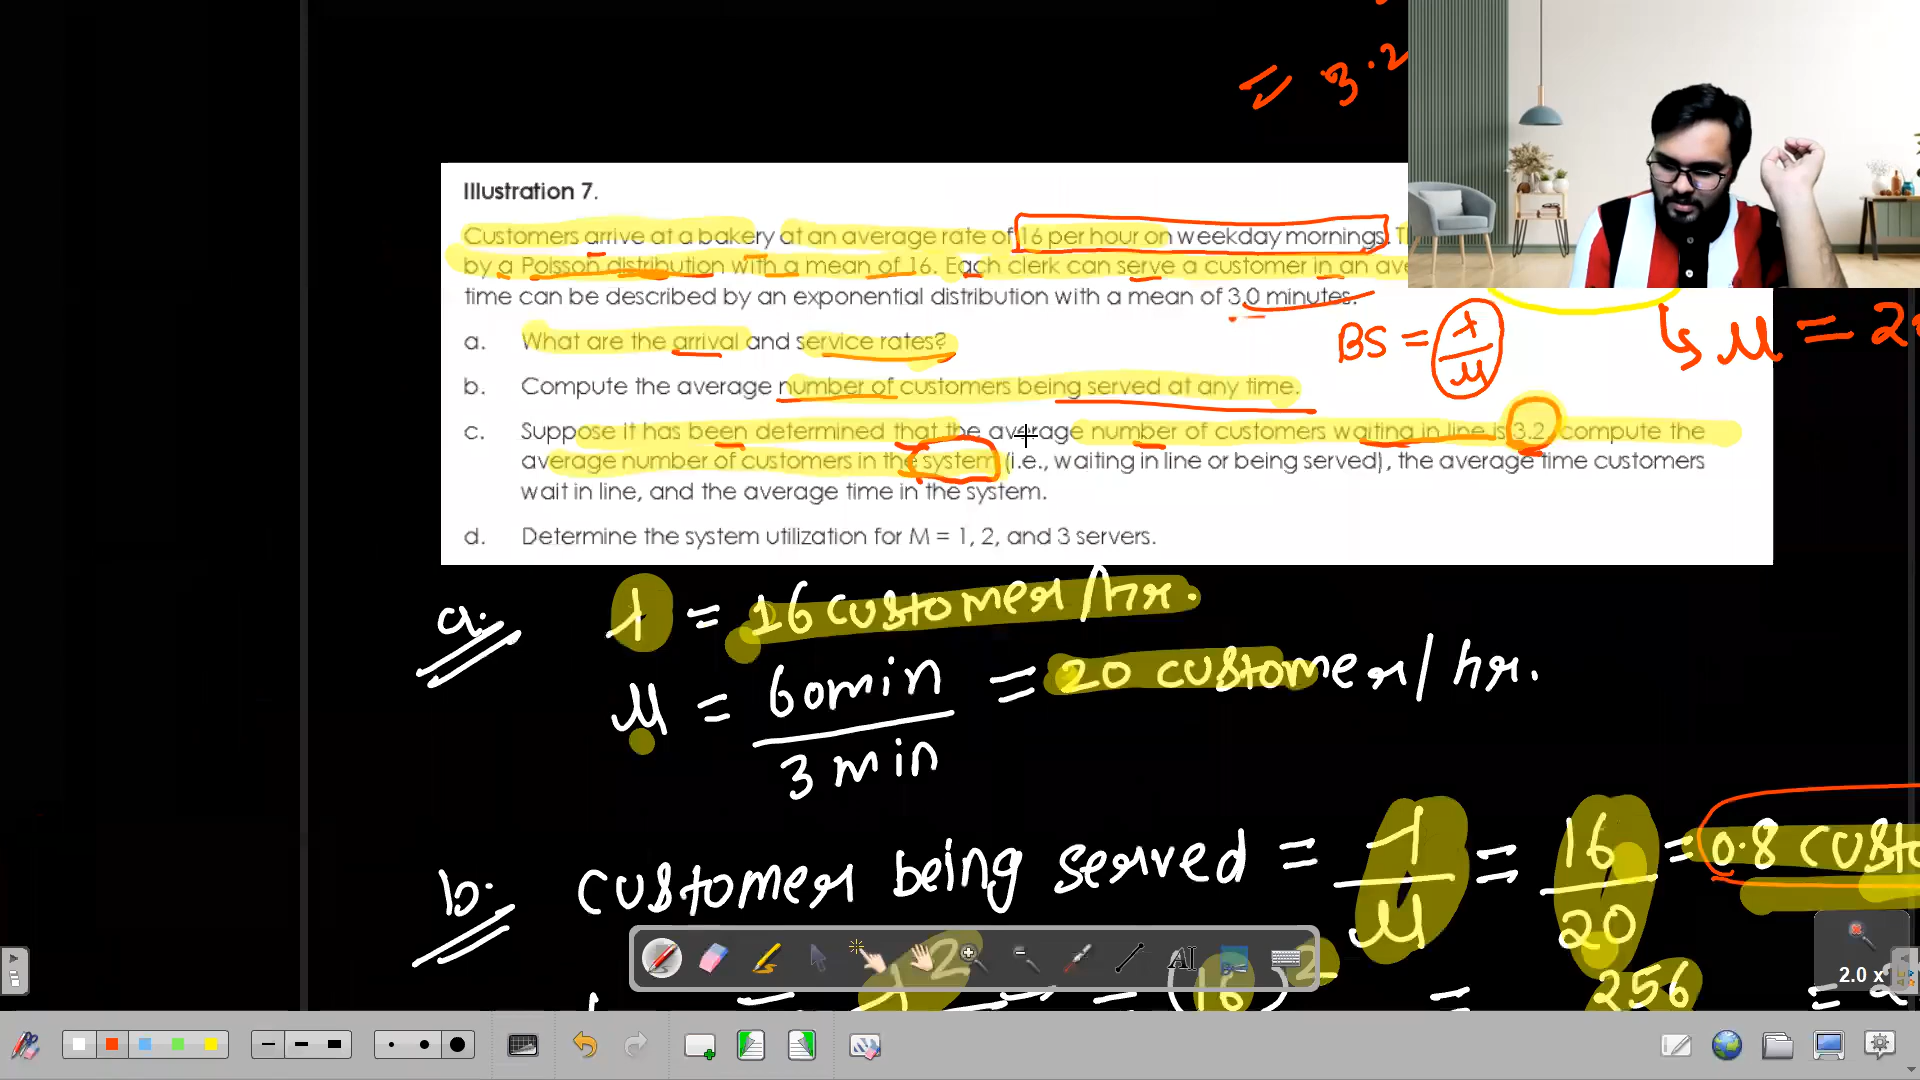 = 3.2
Illustration 7.
Customers arrive at a bakery at an average rate of 16 per hour on weekday mornings.
by a Poisson distribution with a mean of 16. Each clerk can serve a customer in an
time can be described by an exponential distribution with a mean of 3.0 minutes.
BS = λ/μ
↳ μ = 2
a. What are the arrival and service rates?
b. Compute the average number of customers being served at any time.
c. Suppose it has been determined that the average number of customers waiting in line is 3.2, compute the
average number of customers in the system (i.e., waiting in line or being served), the average time customers
wait in line, and the average time in the system.
d. Determine the system utilization for M = 1, 2, and 3 servers.
a. λ = 16 customer/hr.
μ = 60min/3min = 20 customer/hr.
b. customer being served = λ/μ = 16/20 = 0.8
= λ² = (16)² = 256 =
2.0 x